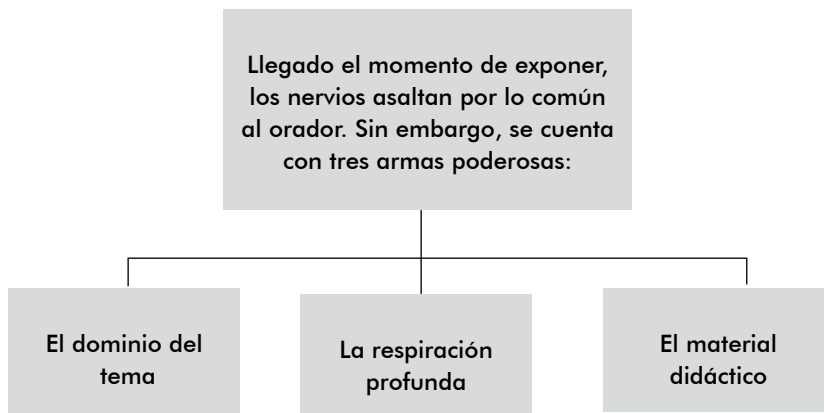 Llegado el momento de exponer,
los nervios asaltan por lo común
al orador. Sin embargo, se cuenta
con tres armas poderosas:
El dominio del
tema
La respiración
profunda
El material
didáctico